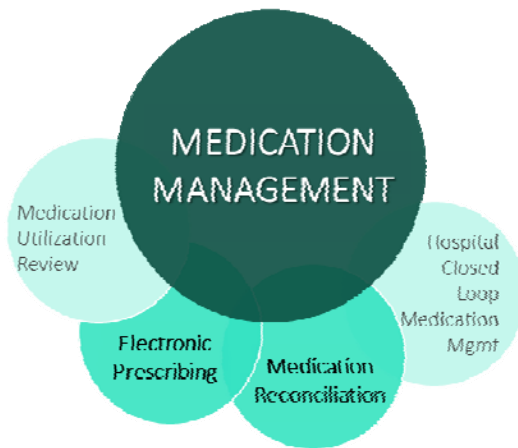 MEDICATION
MANAGEMENT
Medication
Utilization
Review
Electronic
Prescribing
Medication
Reconciliation
Hospital
Closed
Loop
Medication
Mgmt